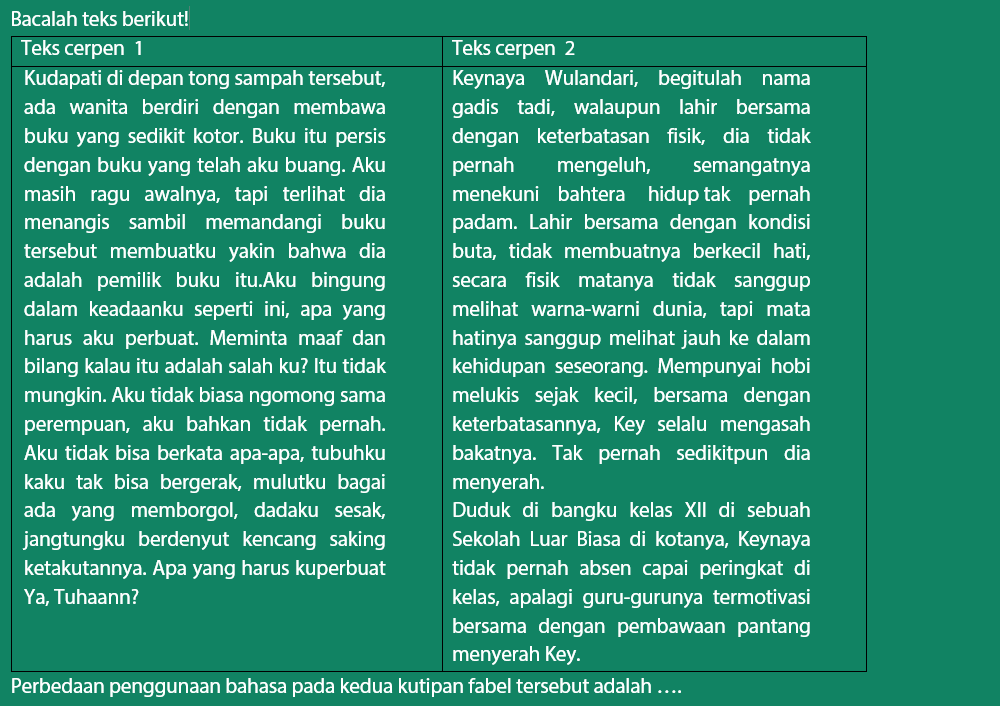 Bacalah teks berikut!
Teks cerpen 1
Kudapati di depan tong sampah tersebut,
ada wanita berdiri dengan membawa
buku yang sedikit kotor. Buku itu persis
dengan buku yang telah aku buang. Aku
masih ragu awalnya, tapi terlihat dia
menangis sambil memandangi buku
tersebut membuatku yakin bahwa dia
adalah pemilik buku itu.Aku bingung
dalam keadaanku seperti ini, apa yang
harus aku perbuat. Meminta maaf dan
bilang kalau itu adalah salah ku? Itu tidak
mungkin. Aku tidak biasa ngomong sama
perempuan, aku bahkan tidak pernah.
Aku tidak bisa berkata apa-apa, tubuhku
kaku tak bisa bergerak, mulutku bagai
ada yang memborgol, dadaku sesak,
jangtungku berdenyut kencang saking
ketakutannya. Apa yang harus kuperbuat
Ya, Tuhaann?
Teks cerpen 2
Keynaya Wulandari, begitulah nama
gadis tadi, walaupun lahir bersama
dengan keterbatasan fisik, dia tidak
pernah mengeluh, semangatnya
menekuni bahtera hidup tak pernah
padam. Lahir bersama dengan kondisi
buta, tidak membuatnya berkecil hati,
secara fisik matanya tidak sanggup
melihat warna-warni dunia, tapi mata
hatinya sanggup melihat jauh ke dalam
kehidupan seseorang. Mempunyai hobi
melukis sejak kecil, bersama dengan
keterbatasannya, Key selalu mengasah
bakatnya. Tak pernah sedikitpun dia
menyerah.
Duduk di bangku kelas XII di sebuah
Sekolah Luar Biasa di kotanya, Keynaya
tidak pernah absen capai peringkat di
kelas, apalagi guru-gurunya termotivasi
bersama dengan pembawaan pantang
menyerah Key.
Perbedaan penggunaan bahasa pada kedua kutipan fabel tersebut adalah ….